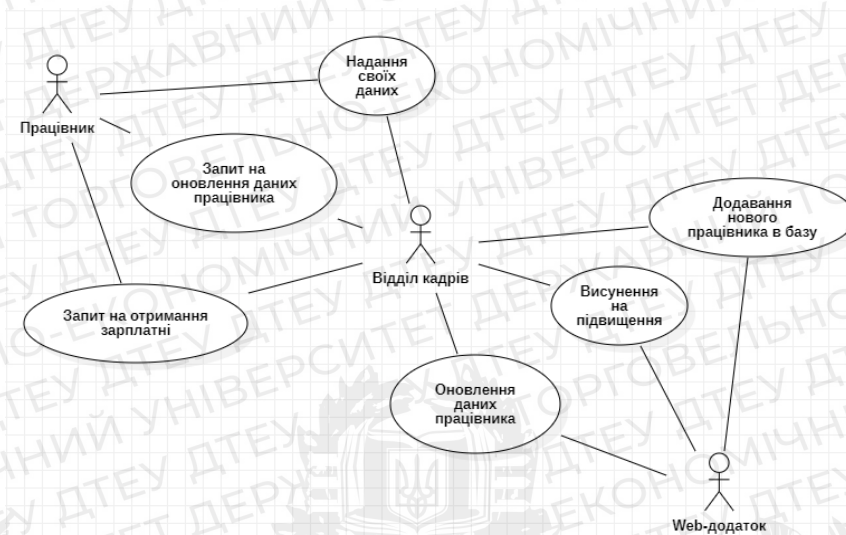 Надання
своїх
даних
Працівник
Запит на
оновлення даних
працівника
Додавання
нового
працівника в базу
Відділ кадрів
Висунення
на
підвищення
Запит на отримання
зарплатні
Оновлення
даних
працівника
Web-додаток